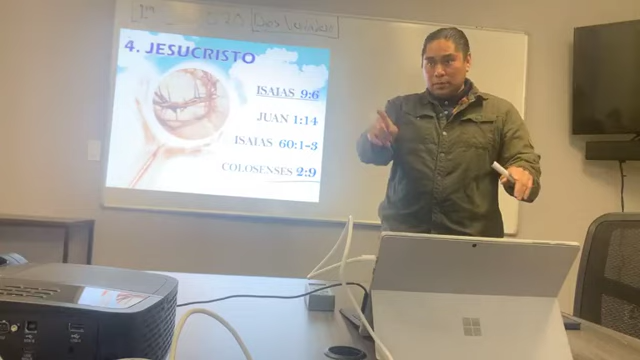 4. JESUCRISTO
ISAIAS 9:6
JUAN 1:14
ISAIAS 60:1-3
COLOSENSES 2:9